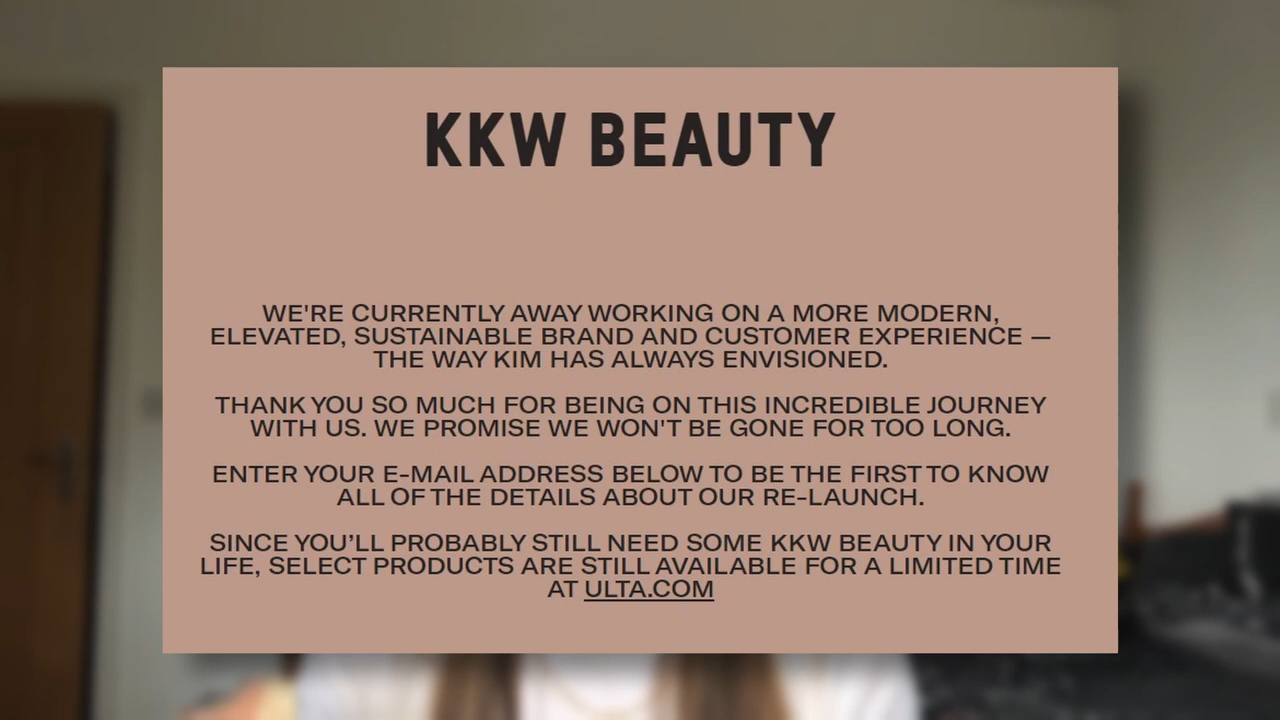 KKW BEAUTY
WE'RE CURRENTLY AWAY WORKING ON A MORE MODERN,
ELEVATED, SUSTAINABLE BRAND AND CUSTOMER EXPERIENCE —
THE WAY KIM HAS ALWAYS ENVISIONED.
THANK YOU SO MUCH FOR BEING ON THIS INCREDIBLE JOURNEY
WITH US. WE PROMISE WE WON'T BE GONE FOR TOO LONG.
ENTER YOUR E-MAIL ADDRESS BELOW TO BE THE FIRST TO KNOW
ALL OF THE DETAILS ABOUT OUR RE-LAUNCH.
SINCE YOU’LL PROBABLY STILL NEED SOME KKW BEAUTY IN YOUR
LIFE, SELECT PRODUCTS ARE STILL AVAILABLE FOR A LIMITED TIME
AT ULTA.COM